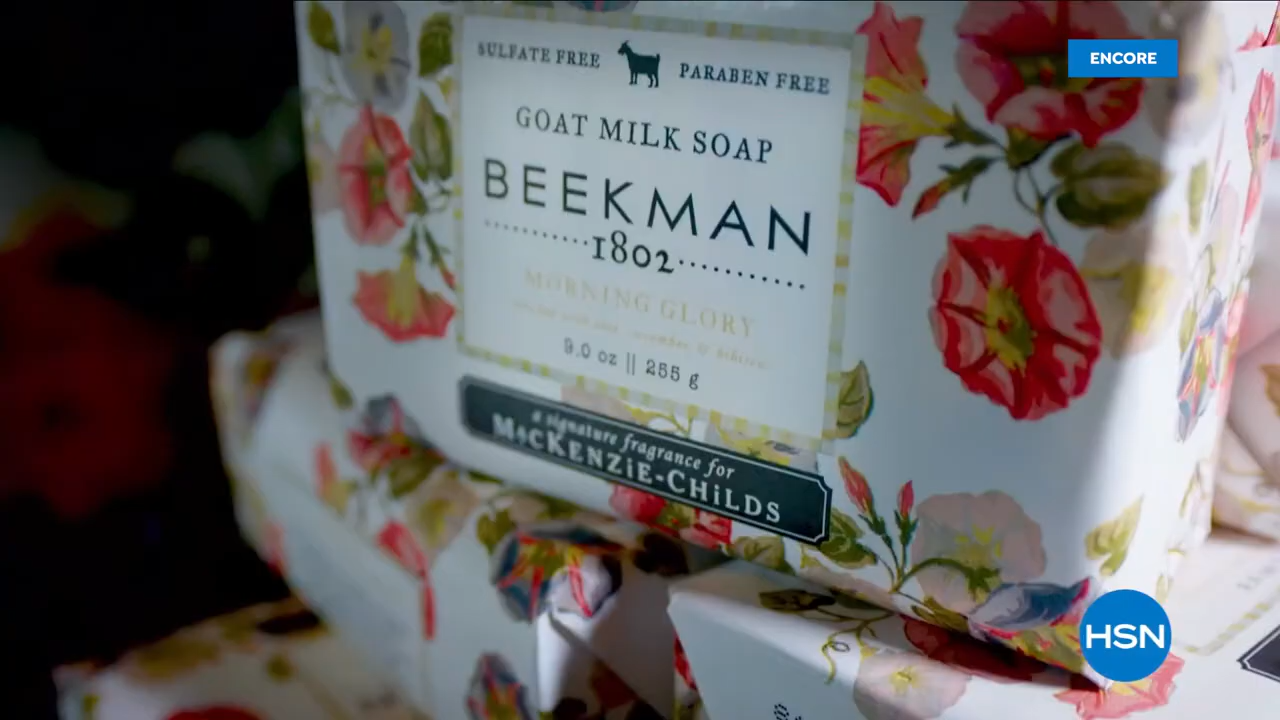 ENCORE
SULFATE FREE PARABEN FREE
GOAT MILK SOAP
BEEKMAN
1802
MORNING GLORY
9.0 oz || 255 g
a signature fragrance for
MacKENZiE-CHiLDS
HSN